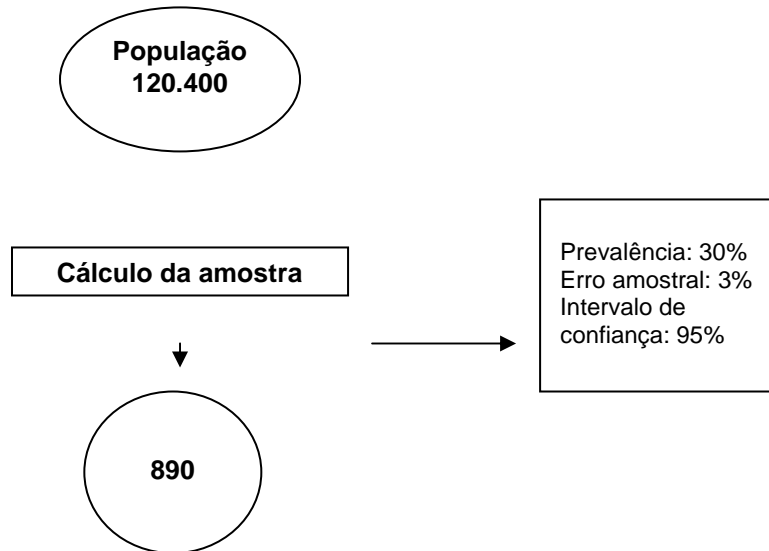 População
120.400
Cálculo da amostra
Prevalência: 30%
Erro amostral: 3%
Intervalo de
confiança: 95%
890